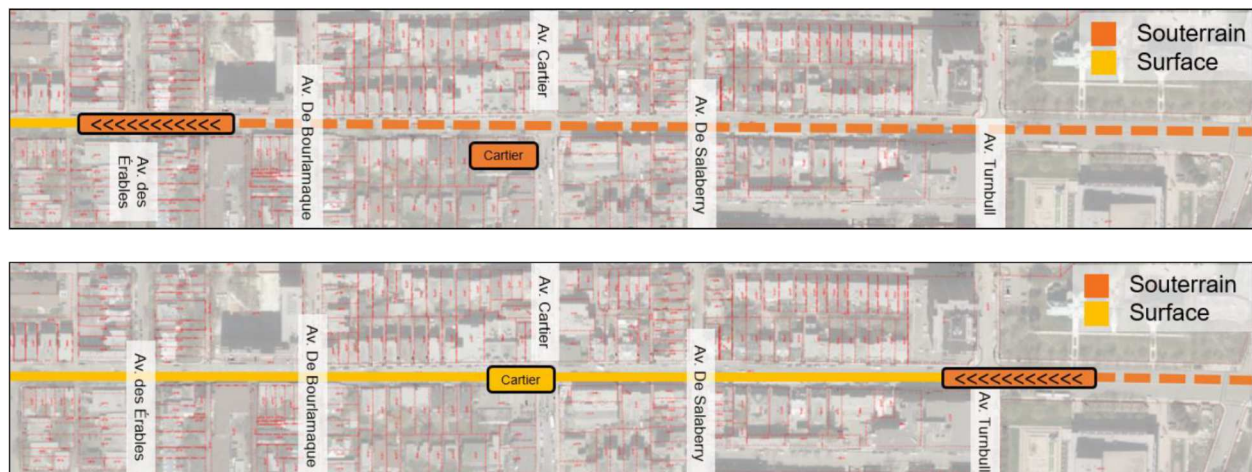 Av. Cartier
Souterrain
Surface
<<<<<<<<<<<
Av. De Bourlamaque
Av. De Salaberry
Av. Turnbull
Cartier
Av. des
Érables
Av. Cartier
Souterrain
Surface
Av. des Érables
Av. De Bourlamaque
Cartier
Av. De Salaberry
<<<<<<<<<<<
Av. Turnbull